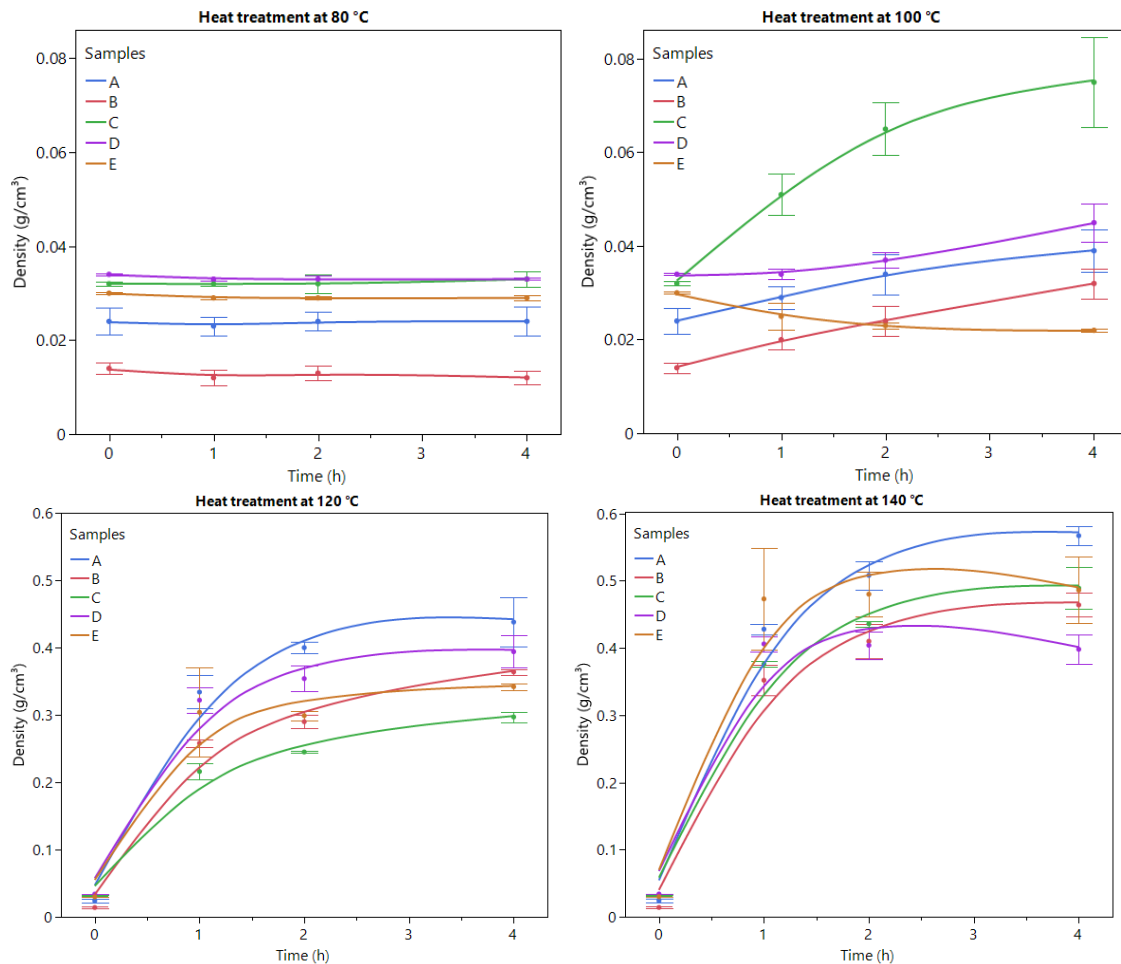 Heat treatment at 80 °C
Density (g/cm³)
0.08
0.06
0.04
0.02
0
Samples
A
B
C
D
E
0 1 2 3 4
Time (h)
Heat treatment at 100 °C
Density (g/cm³)
0.08
0.06
0.04
0.02
0
Samples
A
B
C
D
E
0 1 2 3 4
Time (h)
Heat treatment at 120 °C
Density (g/cm³)
0.6
0.5
0.4
0.3
0.2
0.1
0
Samples
A
B
C
D
E
0 1 2 3 4
Time (h)
Heat treatment at 140 °C
Density (g/cm³)
0.6
0.5
0.4
0.3
0.2
0.1
0
Samples
A
B
C
D
E
0 1 2 3 4
Time (h)